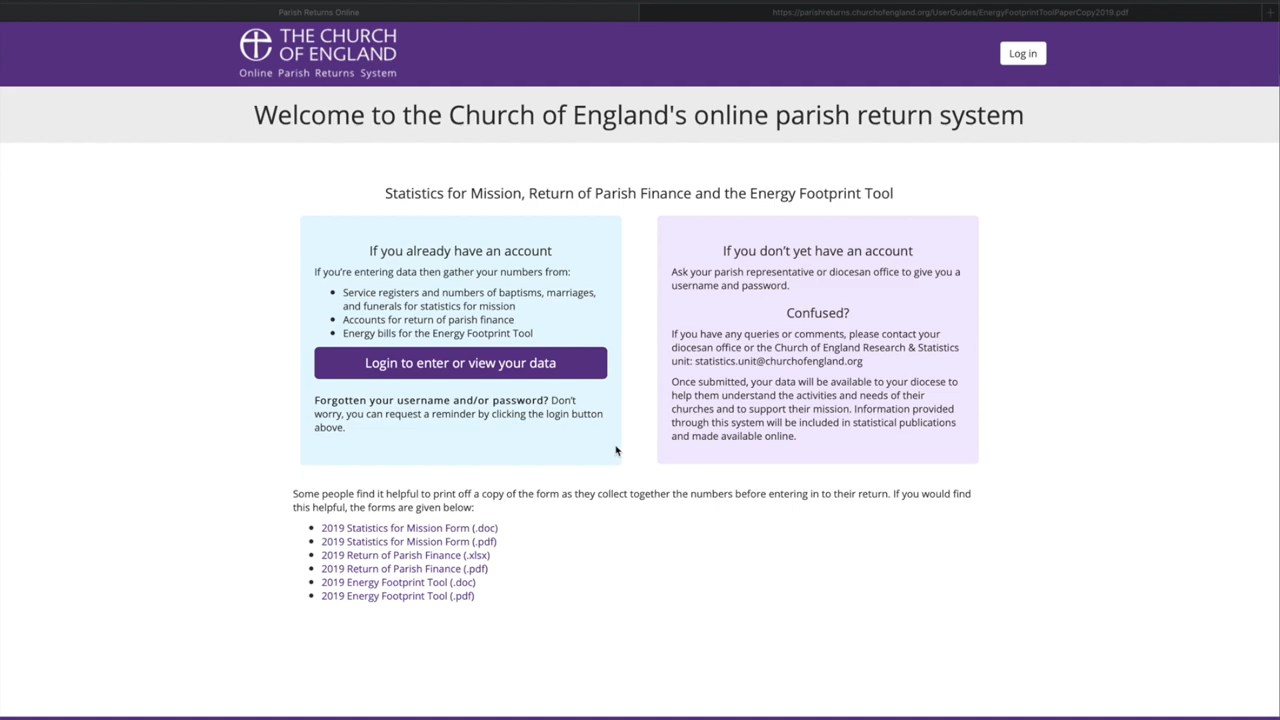 Parish Returns Online
https://parishreturns.churchofengland.org/UserGuides/EnergyFootprintToolPaperCopy2019.pdf
THE CHURCH
OF ENGLAND
Online Parish Returns System
Log in
Welcome to the Church of England's online parish return system
Statistics for Mission, Return of Parish Finance and the Energy Footprint Tool
If you already have an account
If you're entering data then gather your numbers from:
• Service registers and numbers of baptisms, marriages,
and funerals for statistics for mission
• Accounts for return of parish finance
• Energy bills for the Energy Footprint Tool
Login to enter or view your data
Forgotten your username and/or password? Don't
worry, you can request a reminder by clicking the login button
above.
If you don't yet have an account
Ask your parish representative or diocesan office to give you a
username and password.
Confused?
If you have any queries or comments, please contact your
diocesan office or the Church of England Research & Statistics
unit: statistics.unit@churchofengland.org
Once submitted, your data will be available to your diocese to
help them understand the activities and needs of their
churches and to support their mission. Information provided
through this system will be included in statistical publications
and made available online.
Some people find it helpful to print off a copy of the form as they collect together the numbers before entering in to their return. If you would find
this helpful, the forms are given below:
• 2019 Statistics for Mission Form (.doc)
• 2019 Statistics for Mission Form (.pdf)
• 2019 Return of Parish Finance (.xlsx)
• 2019 Return of Parish Finance (.pdf)
• 2019 Energy Footprint Tool (.doc)
• 2019 Energy Footprint Tool (.pdf)